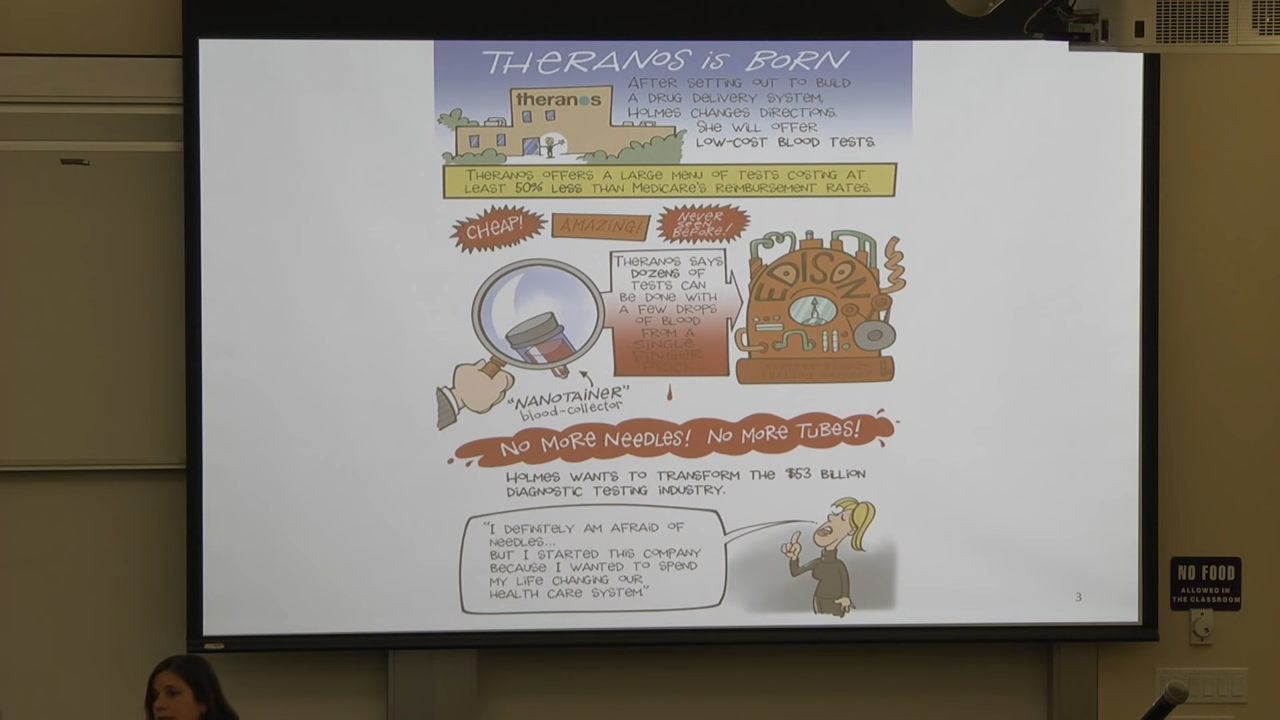 THERANOS is BORN
AFTER SETTING OUT TO BUILD
A DRUG DELIVERY SYSTEM,
HOLMES CHANGES DIRECTIONS.
SHE WILL OFFER
LOW-COST BLOOD TESTS.
theranos
THERANOS OFFERS A LARGE MENU OF TESTS COSTING AT
LEAST 50% LESS THAN MEDICARE'S REIMBURSEMENT RATES.
CHEAP!
AMAZING!
NEVER
SEEN
BEFORE!
THERANOS SAYS
DOZENS OF
TESTS CAN
BE DONE WITH
A FEW DROPS
OF BLOOD
FROM A
SINGLE
FINGER
PRICK.
EDISON
"NANOTAINER"
blood-collector
NO MORE NEEDLES! NO MORE TUBES!
HOLMES WANTS TO TRANSFORM THE $53 BILLION
DIAGNOSTIC TESTING INDUSTRY.
"I DEFINITELY AM AFRAID OF
NEEDLES...
BUT I STARTED THIS COMPANY
BECAUSE I WANTED TO SPEND
MY LIFE CHANGING OUR
HEALTH CARE SYSTEM."
3
NO FOOD
ALLOWED IN
THE CLASSROOM